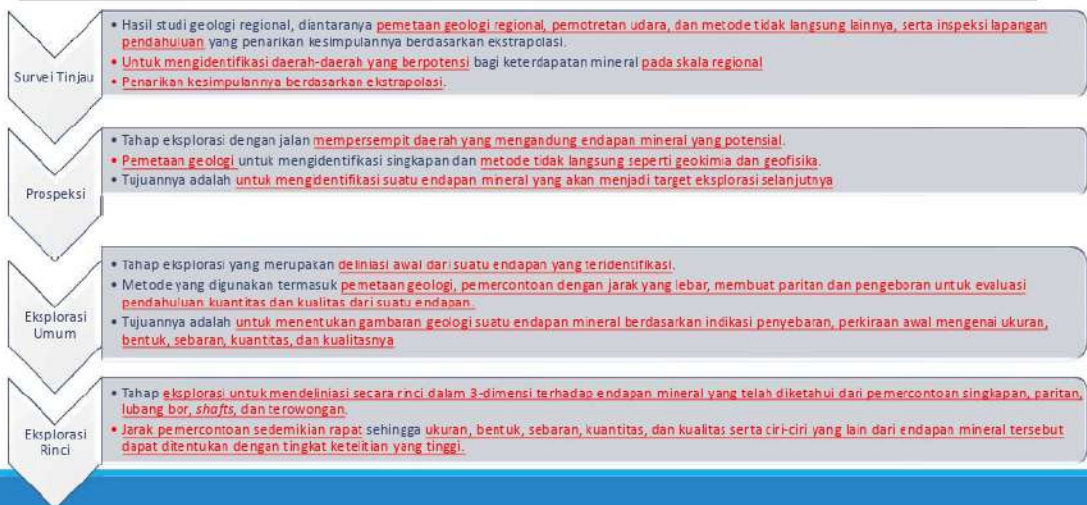 Survei Tinjau
• Hasil studi geologi regional, diantaranya pemetaan geologi regional, pemotretan udara, dan metode tidak langsung lainnya, serta inspeksi lapangan
pendahuluan yang penarikan kesimpulannya berdasarkan ekstrapolasi.
• Untuk mengidentifikasi daerah-daerah yang berpotensi bagi keterdapatan mineral pada skala regional
• Penarikan kesimpulannya berdasarkan ekstrapolasi.
Prospeksi
• Tahap eksplorasi dengan jalan mempersempit daerah yang mengandung endapan mineral yang potensial.
• Pemetaan geologi untuk mengidentifkasi singkapan dan metode tidak langsung seperti geokimia dan geofisika.
• Tujuannya adalah untuk mengidentifikasi suatu endapan mineral yang akan menjadi target eksplorasi selanjutnya
Eksplorasi
Umum
• Tahap eksplorasi yang merupakan deliniasi awal dari suatu endapan yang teridentifikasi.
• Metode yang digunakan termasuk pemetaan geologi, pemercontoan dengan jarak yang lebar, membuat paritan dan pengeboran untuk evaluasi
pendahuluan kuantitas dan kualitas dari suatu endapan.
• Tujuannya adalah untuk menentukan gambaran geologi suatu endapan mineral berdasarkan indikasi penyebaran, perkiraan awal mengenai ukuran,
bentuk, sebaran, kuantitas, dan kualitasnya
Eksplorasi
Rinci
• Tahap eksplorasi untuk mendeliniasi secara rinci dalam 3-dimensi terhadap endapan mineral yang telah diketahui dari pemercontoan singkapan, paritan,
lubang bor, shafts, dan terowongan.
• Jarak pemercontoan sedemikian rapat sehingga ukuran, bentuk, sebaran, kuantitas, dan kualitas serta ciri-ciri yang lain dari endapan mineral tersebut
dapat ditentukan dengan tingkat ketelitian yang tinggi.